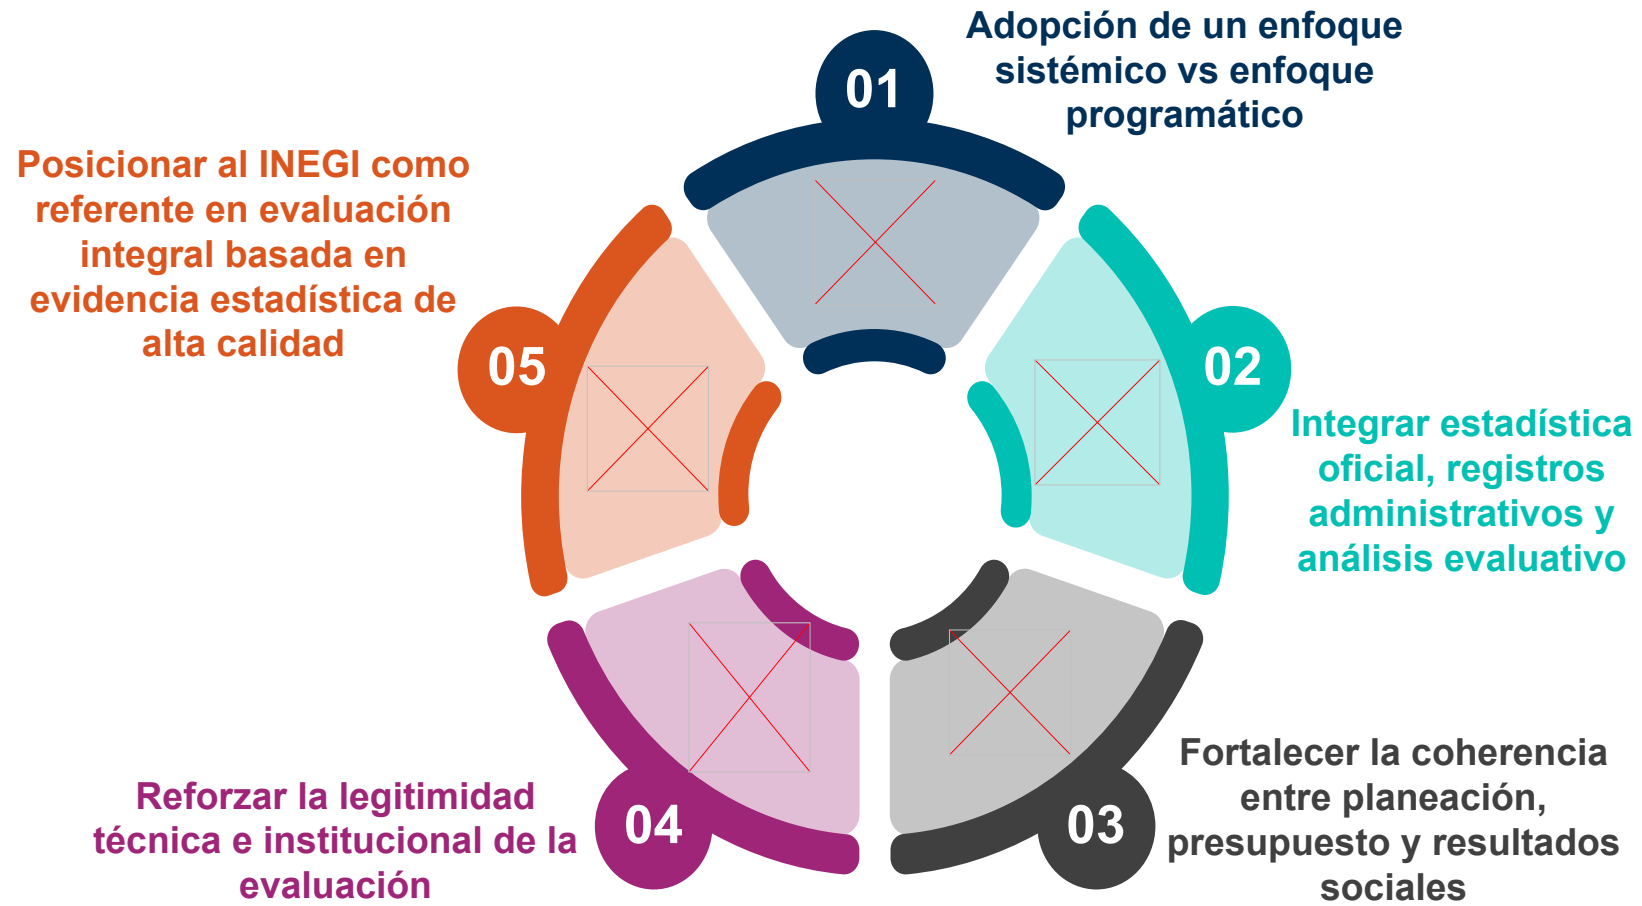 01
Adopción de un enfoque
sistémico vs enfoque
programático
02
Integrar estadística
oficial, registros
administrativos y
análisis evaluativo
03
Fortalecer la coherencia
entre planeación,
presupuesto y resultados
sociales
04
Reforzar la legitimidad
técnica e institucional de la
evaluación
05
Posicionar al INEGI como
referente en evaluación
integral basada en
evidencia estadística de
alta calidad